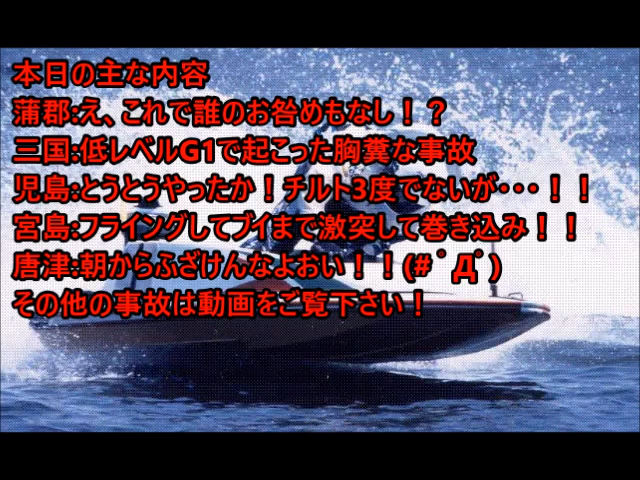 本日の主な内容
蒲郡:え、これで誰のお咎めもなし！？
三国:低レベルG1で起こった胸糞な事故
児島:とうとうやったか！チルト3度でないが・・・！！
宮島:フライングしてブイまで激突して巻き込み！！
唐津:朝からふざけんなよおい！！(#ﾟДﾟ)
その他の事故は動画をご覧下さい！